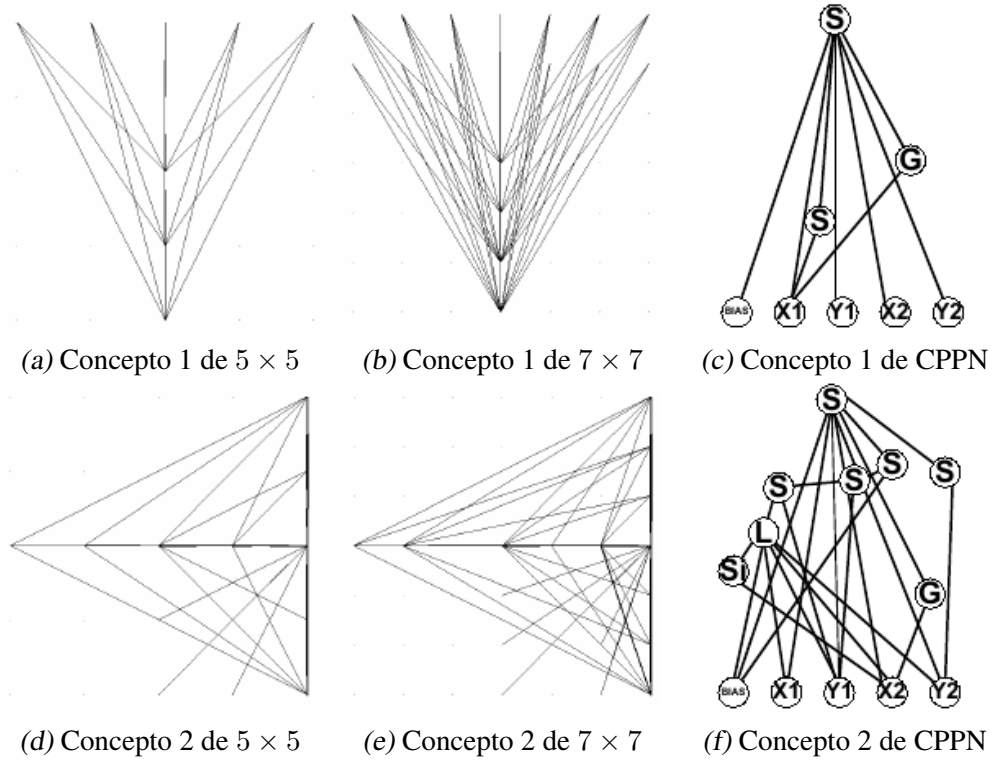 S
G
S
BIAS X1 Y1 X2 Y2
(a) Concepto 1 de 5 × 5
(b) Concepto 1 de 7 × 7
(c) Concepto 1 de CPPN
S
S
S
S
S
L
Si
G
BIAS X1 Y1 X2 Y2
(d) Concepto 2 de 5 × 5
(e) Concepto 2 de 7 × 7
(f) Concepto 2 de CPPN